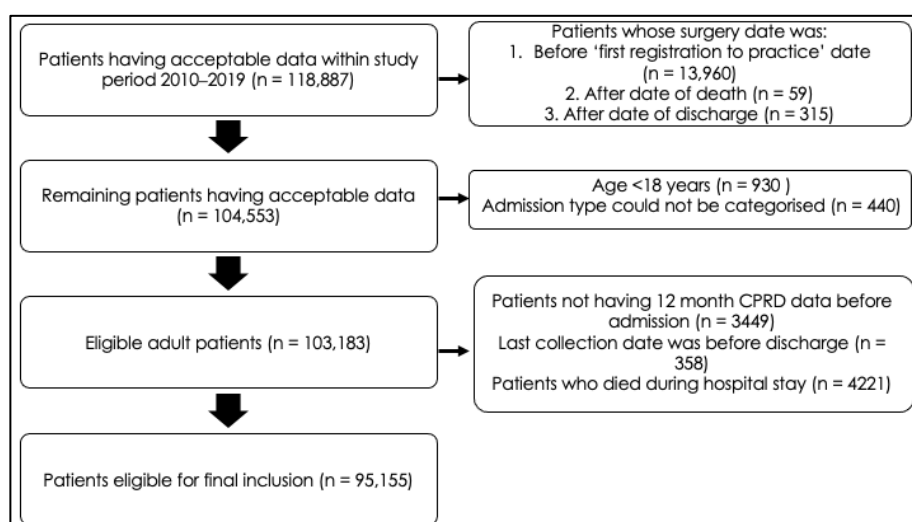 Patients having acceptable data within study
period 2010–2019 (n = 118,887)
Patients whose surgery date was:
1. Before ‘first registration to practice’ date
(n = 13,960)
2. After date of death (n = 59)
3. After date of discharge (n = 315)
Remaining patients having acceptable data
(n = 104,553)
Age <18 years (n = 930 )
Admission type could not be categorised (n = 440)
Eligible adult patients (n = 103,183)
Patients not having 12 month CPRD data before
admission (n = 3449)
Last collection date was before discharge (n =
358)
Patients who died during hospital stay (n = 4221)
Patients eligible for final inclusion (n = 95,155)